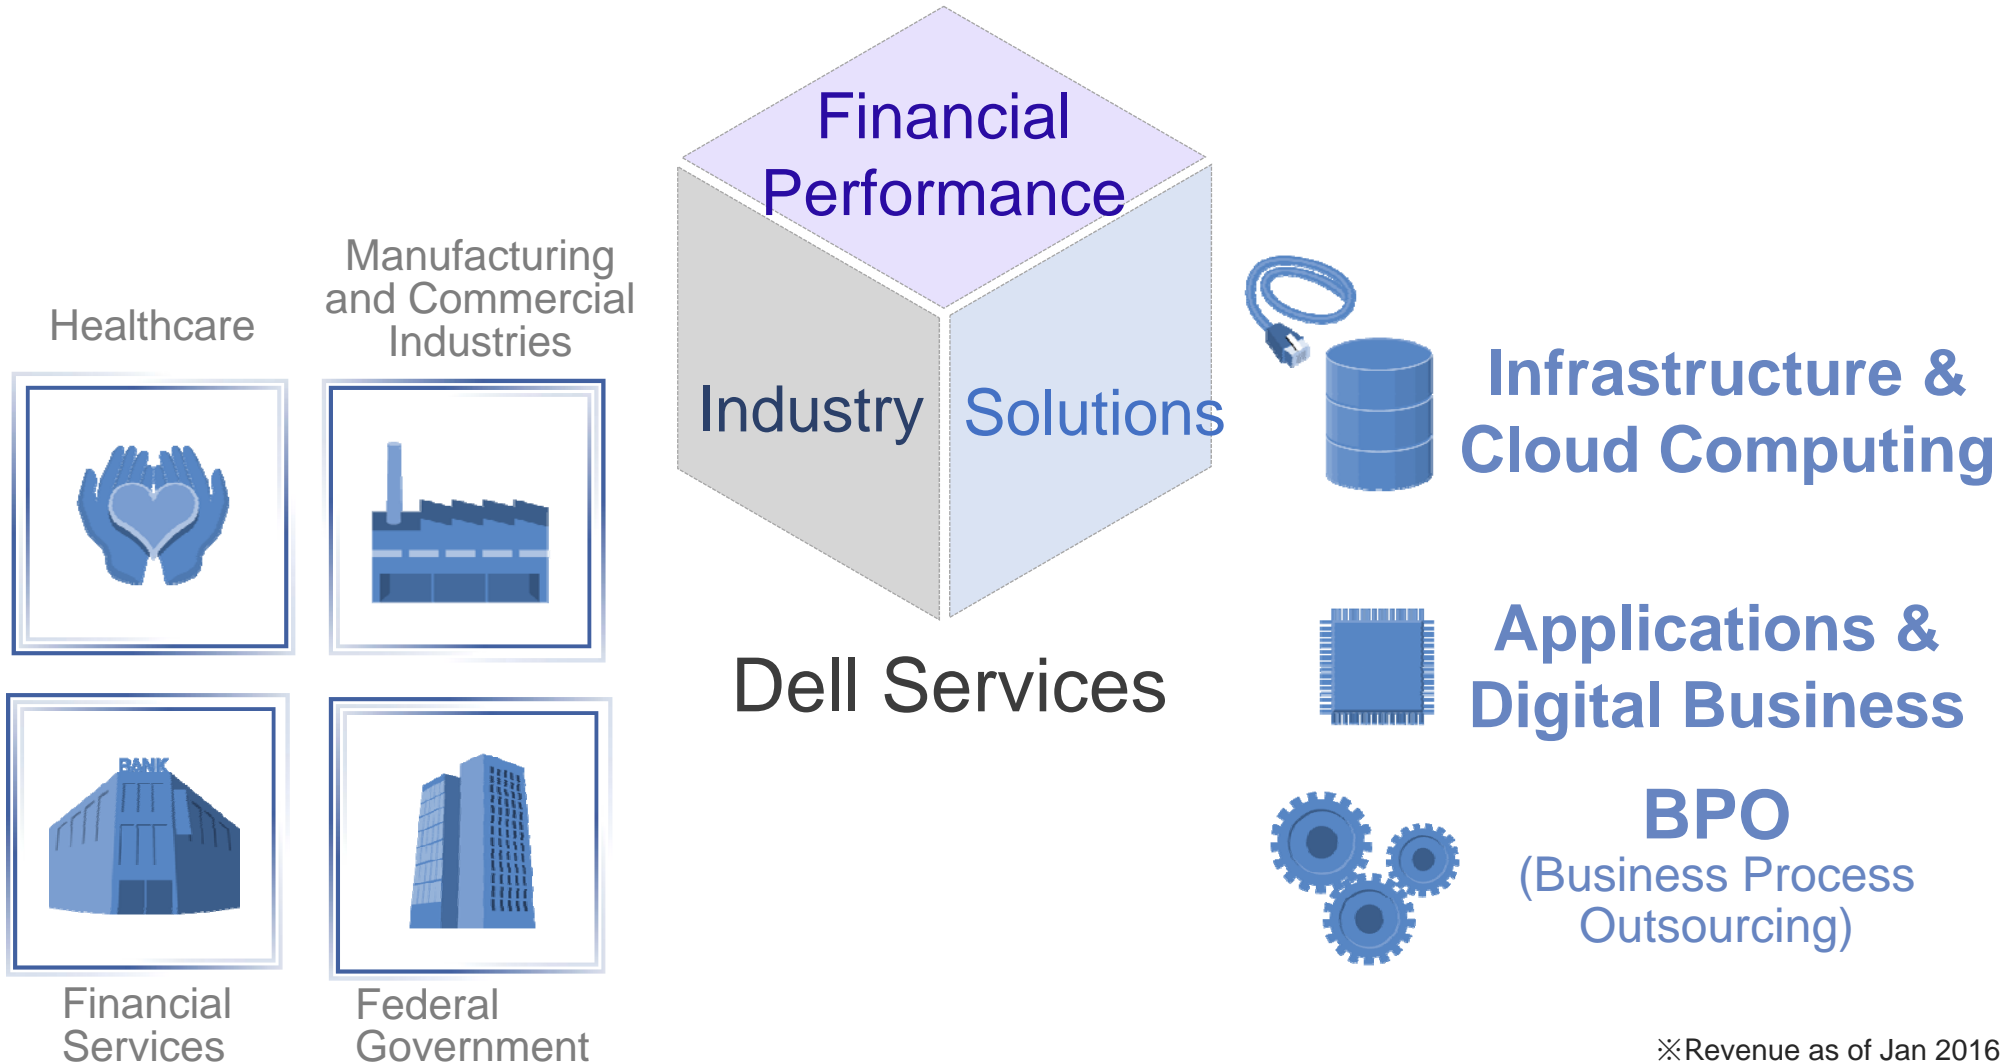 Financial
Performance
Industry
Solutions
Dell Services
Healthcare
Manufacturing
and Commercial
Industries
BANK
Financial
Services
Federal
Government
Infrastructure &
Cloud Computing
Applications &
Digital Business
BPO
(Business Process
Outsourcing)
※Revenue as of Jan 2016